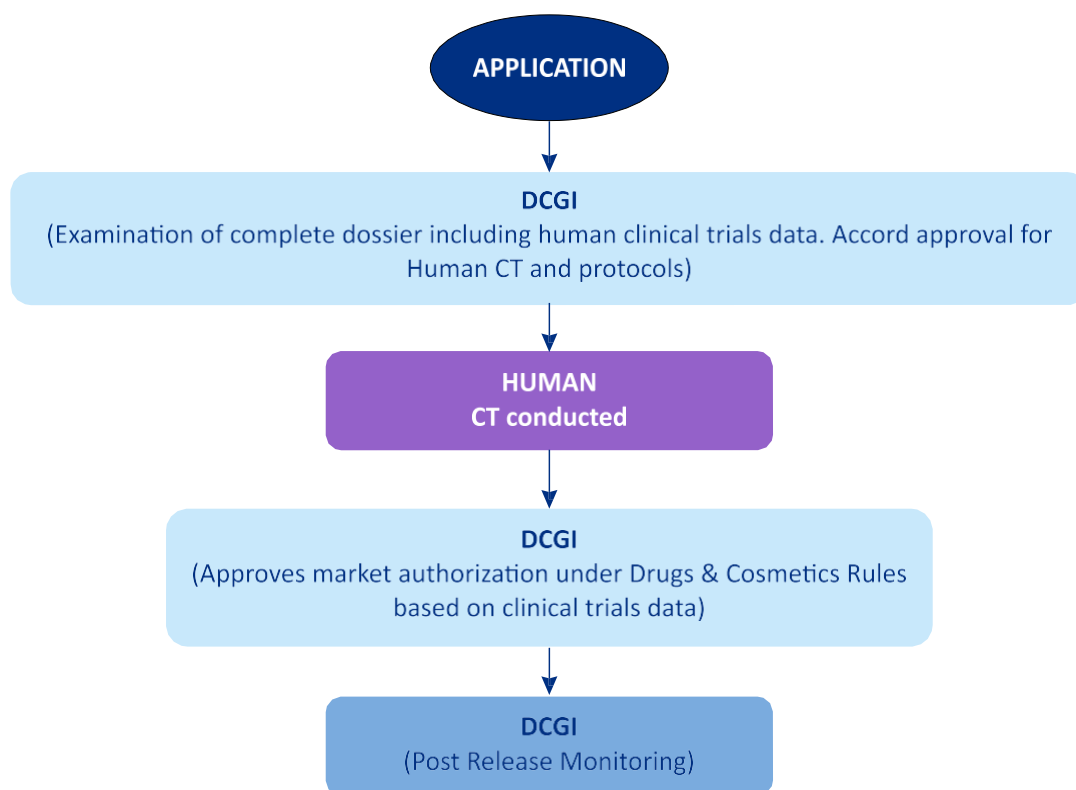 APPLICATION
DCGI
(Examination of complete dossier including human clinical trials data. Accord approval for
Human CT and protocols)
HUMAN
CT conducted
DCGI
(Approves market authorization under Drugs & Cosmetics Rules
based on clinical trials data)
DCGI
(Post Release Monitoring)